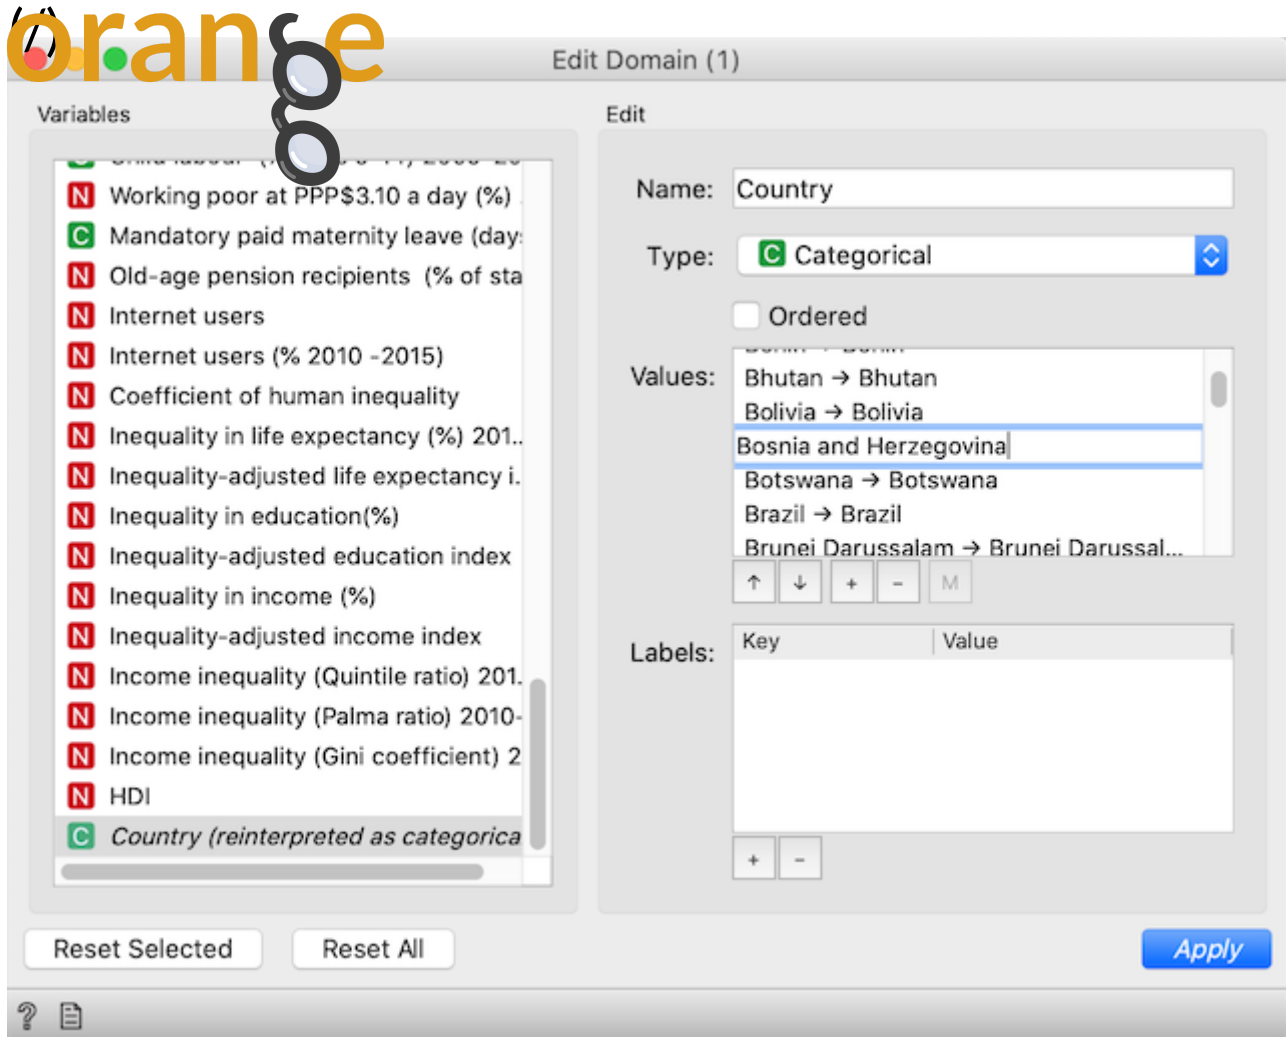 orange
Edit Domain (1)
Variables
Working poor at PPP$3.10 a day (%)
Mandatory paid maternity leave (day
Old-age pension recipients (% of sta
Internet users
Internet users (% 2010 -2015)
Coefficient of human inequality
Inequality in life expectancy (%) 201..
Inequality-adjusted life expectancy i.
Inequality in education(%)
Inequality-adjusted education index
Inequality in income (%)
Inequality-adjusted income index
Income inequality (Quintile ratio) 201.
Income inequality (Palma ratio) 2010-
Income inequality (Gini coefficient) 2
HDI
Country (reinterpreted as categorica
Reset Selected
Reset All
Edit
Name: Country
Type: C Categorical
Ordered
Values:
Benin → Benin
Bhutan → Bhutan
Bolivia → Bolivia
Bosnia and Herzegovina
Botswana → Botswana
Brazil → Brazil
Brunei Darussalam → Brunei Darussal...
↑ ↓ + - M
Labels:
Key Value
+ -
Apply